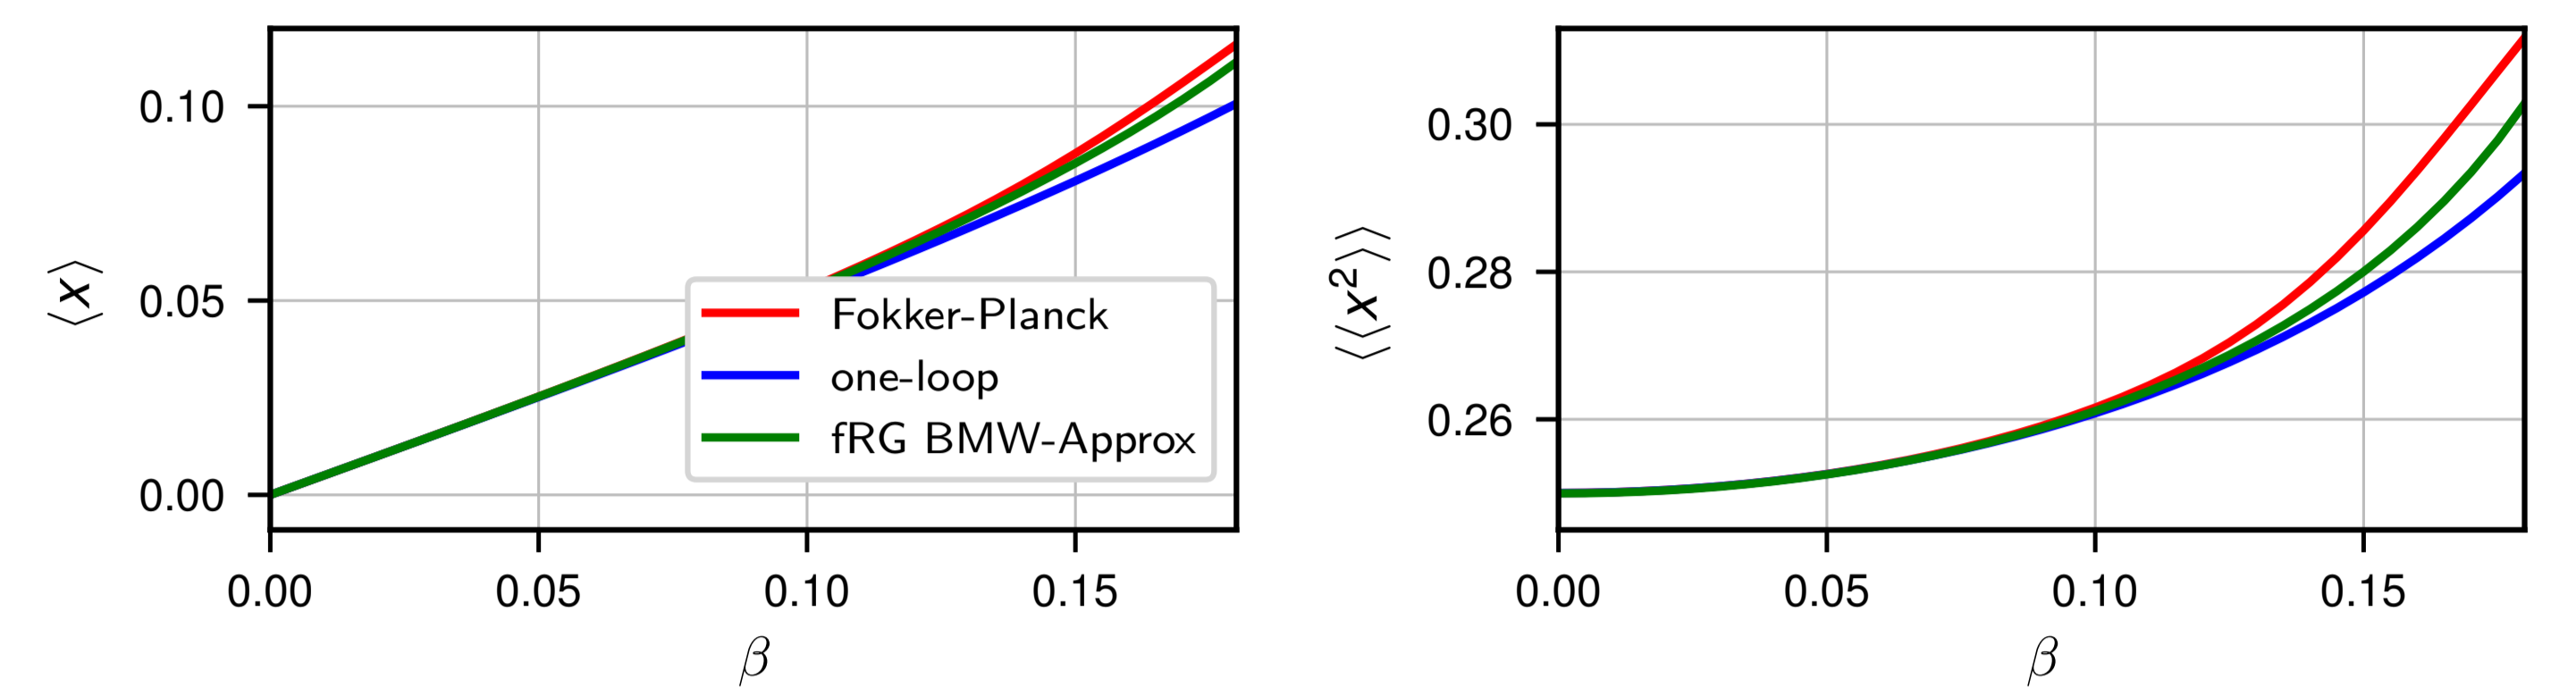 0.10
0.05
0.00
⟨x⟩
0.00 0.05 0.10 0.15
β
Fokker-Planck
one-loop
fRG BMW-Approx
0.30
0.28
0.26
⟨⟨x²⟩⟩
0.00 0.05 0.10 0.15
β